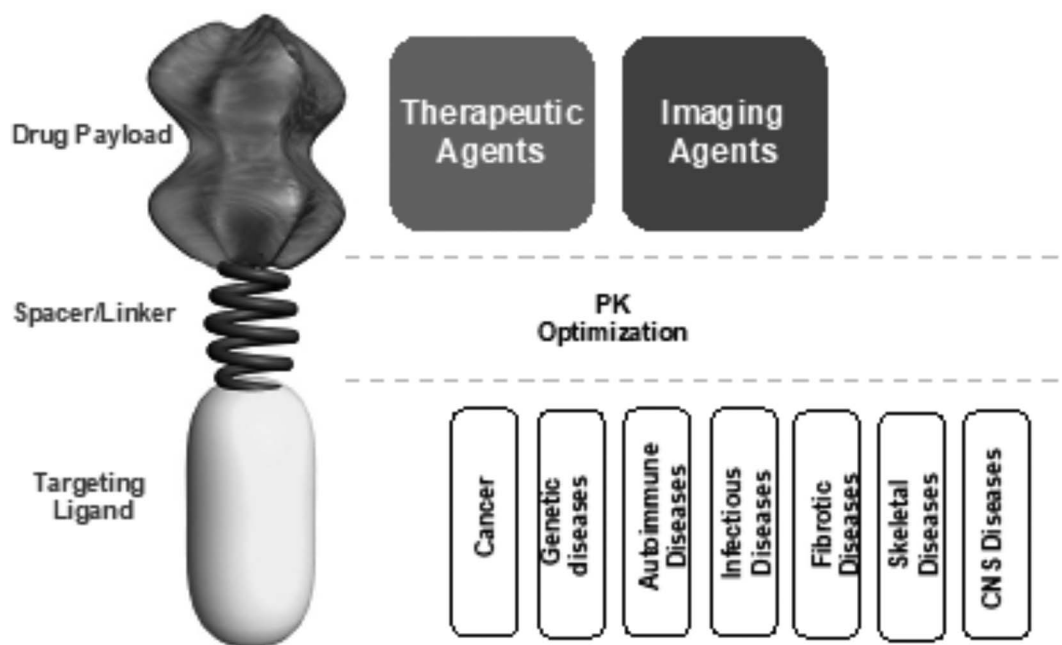 Drug Payload
Therapeutic
Agents
Imaging
Agents
Spacer/Linker
PK
Optimization
Targeting
Ligand
Cancer
Genetic
diseases
Autoimmune
Diseases
Infectious
Diseases
Fibrotic
Diseases
Skeletal
Diseases
CNS Diseases